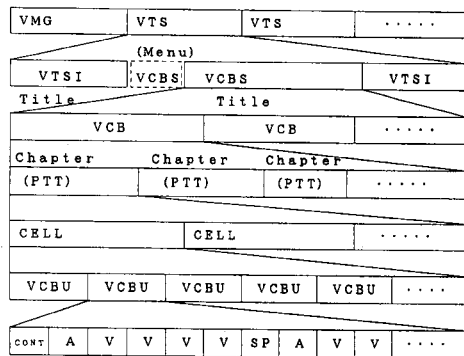 VMG VTS VTS ·····
(Menu)
VTSI VCBS VCBS VTSI
Title Title
VCB VCB ·····
Chapter Chapter Chapter
(PTT) (PTT) (PTT) ·····
CELL CELL ·····
VCBU VCBU VCBU VCBU VCBU ····
CONT A V V V V SP A V V ····